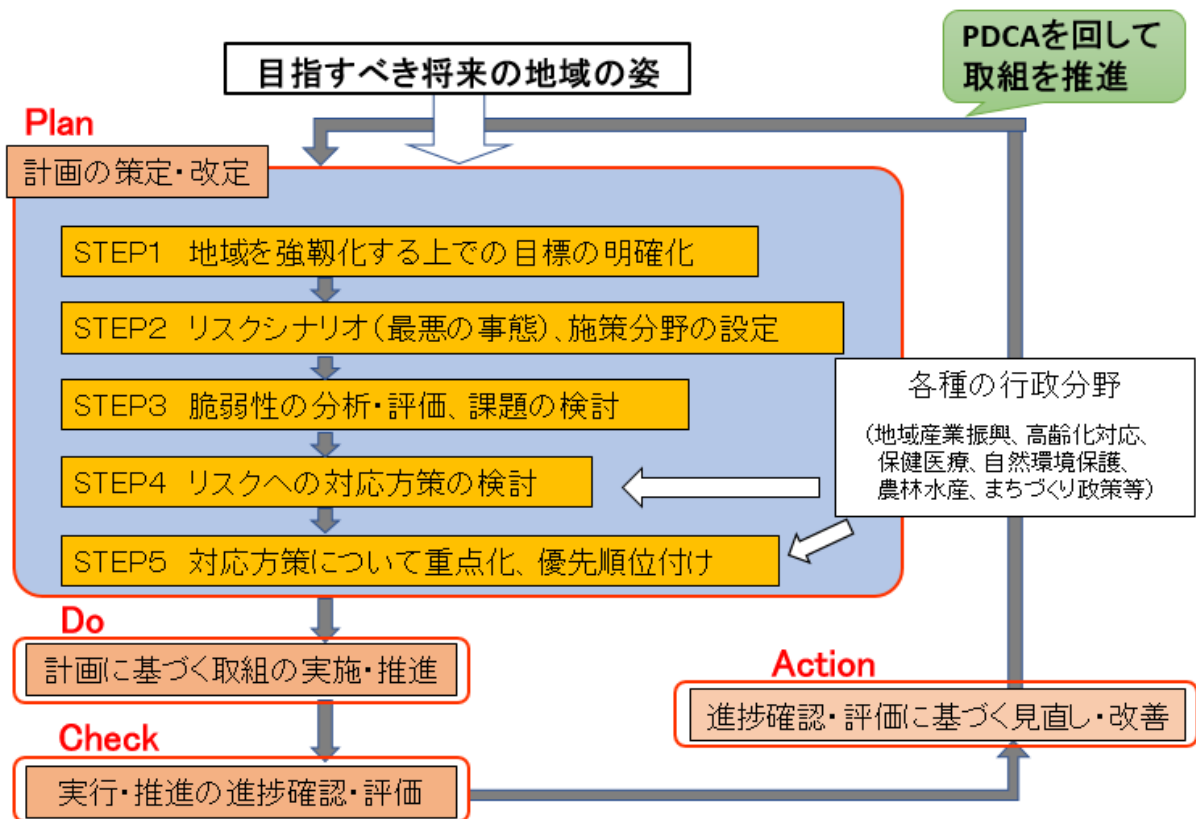 目指すべき将来の地域の姿
PDCAを回して
取組を推進
Plan
計画の策定・改定
STEP1 地域を強靱化する上での目標の明確化
STEP2 リスクシナリオ(最悪の事態)、施策分野の設定
STEP3 脆弱性の分析・評価、課題の検討
STEP4 リスクへの対応方策の検討
STEP5 対応方策について重点化、優先順位付け
各種の行政分野
(地域産業振興、高齢化対応、
保健医療、自然環境保護、
農林水産、まちづくり政策等)
Do
計画に基づく取組の実施・推進
Check
実行・推進の進捗確認・評価
Action
進捗確認・評価に基づく見直し・改善